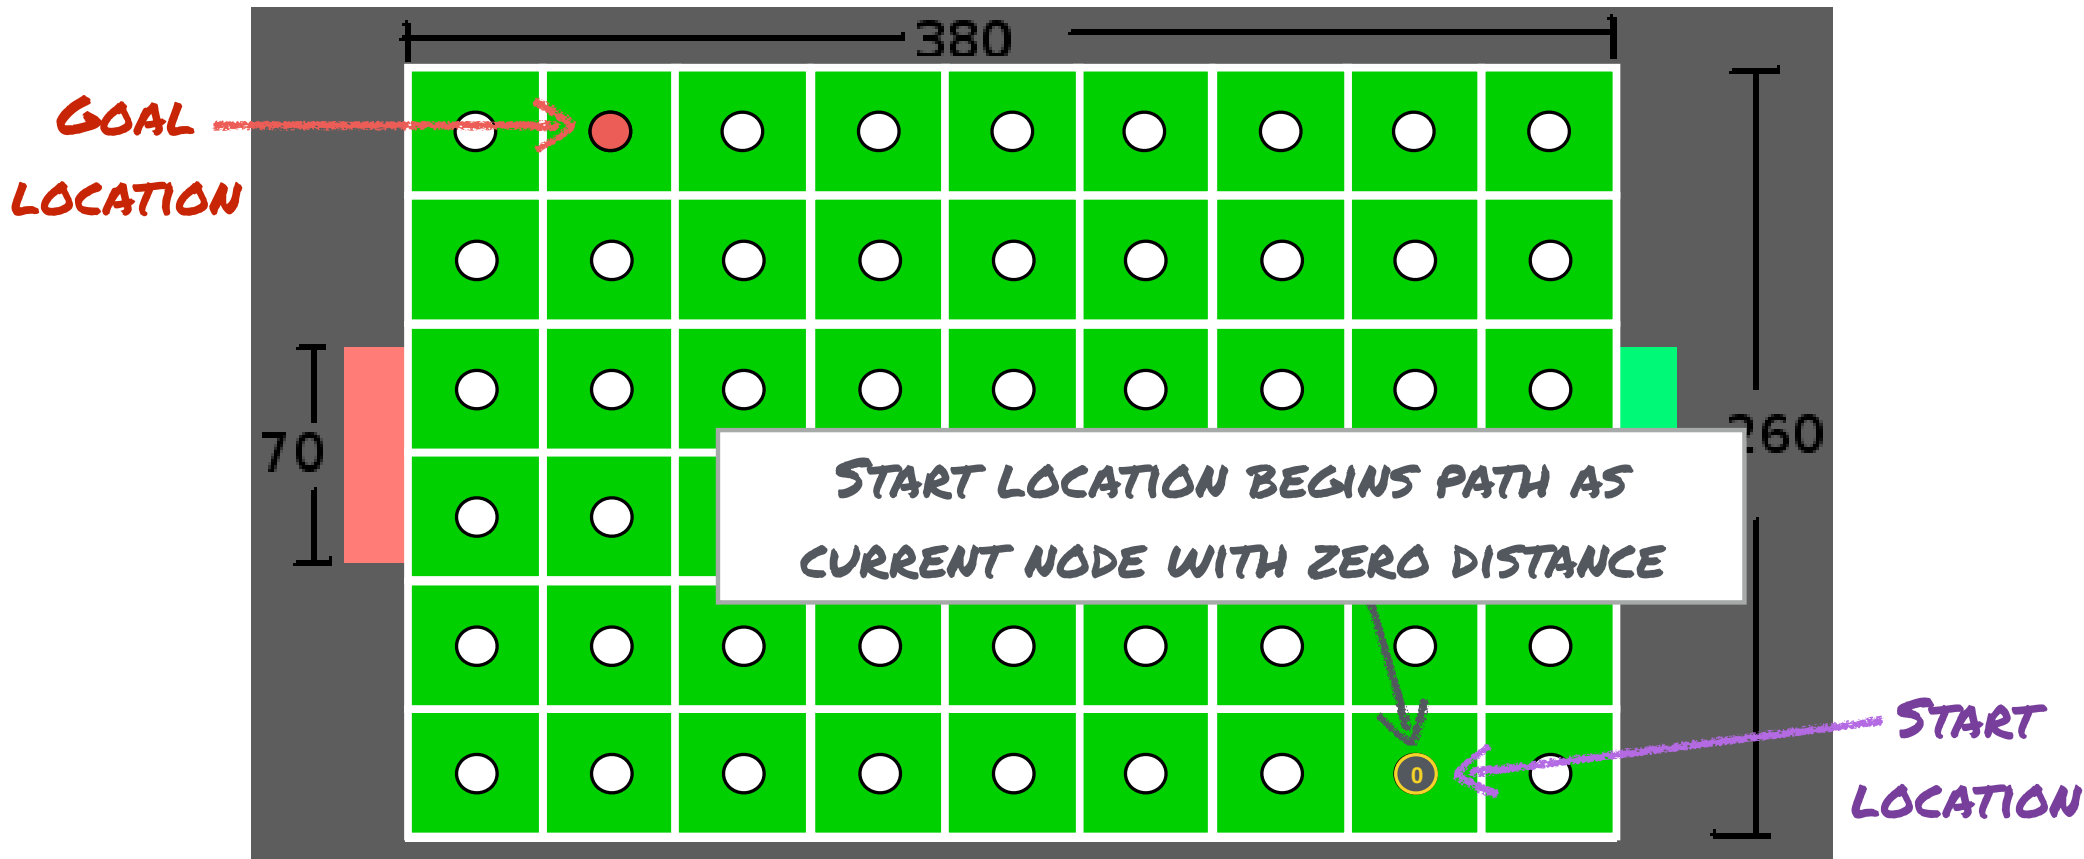 380
GOAL
LOCATION
70
260
START LOCATION BEGINS PATH AS
CURRENT NODE WITH ZERO DISTANCE
0
START
LOCATION